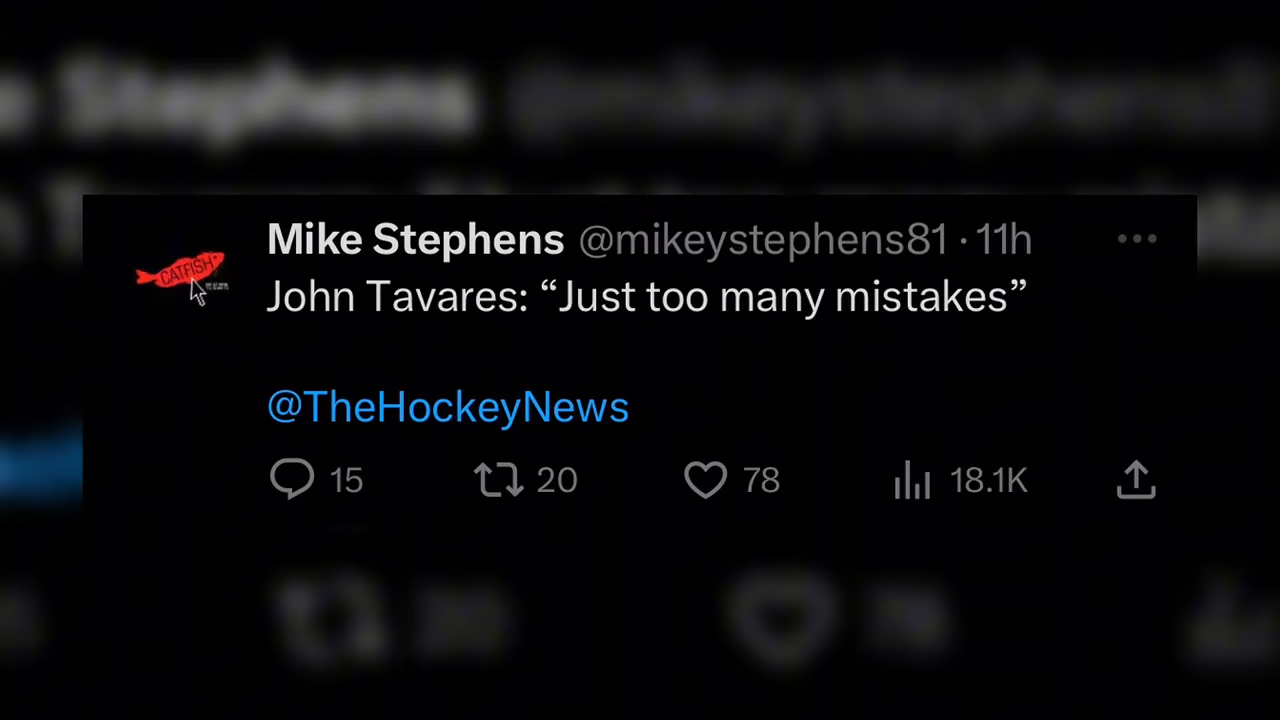 Mike Stephens @mikeystephens81 · 11h
CATFISH
John Tavares: “Just too many mistakes”
@TheHockeyNews
15 20 78 18.1K